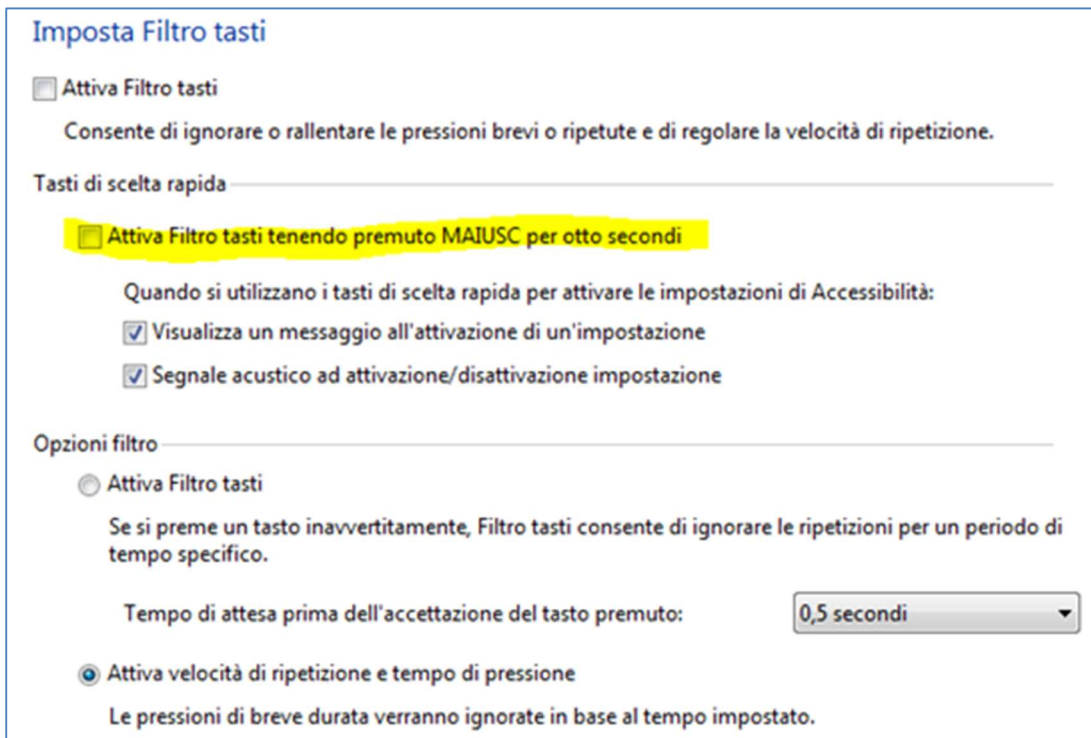 Imposta Filtro tasti
Attiva Filtro tasti
Consente di ignorare o rallentare le pressioni brevi o ripetute e di regolare la velocità di ripetizione.
Tasti di scelta rapida
Attiva Filtro tasti tenendo premuto MAIUSC per otto secondi
Quando si utilizzano i tasti di scelta rapida per attivare le impostazioni di Accessibilità:
Visualizza un messaggio all'attivazione di un'impostazione
Segnale acustico ad attivazione/disattivazione impostazione
Opzioni filtro
Attiva Filtro tasti
Se si preme un tasto inavvertitamente, Filtro tasti consente di ignorare le ripetizioni per un periodo di
tempo specifico.
Tempo di attesa prima dell'accettazione del tasto premuto: 0,5 secondi
Attiva velocità di ripetizione e tempo di pressione
Le pressioni di breve durata verranno ignorate in base al tempo impostato.